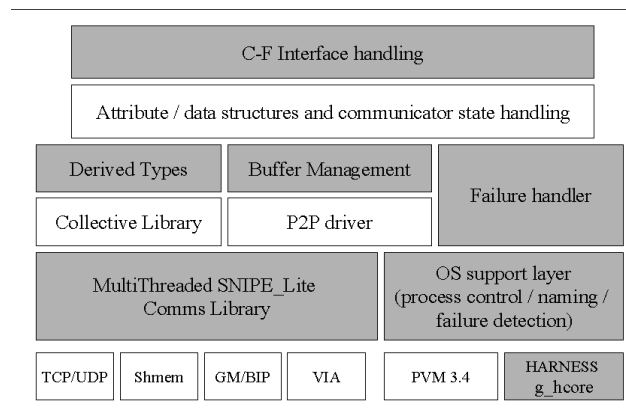 C-F Interface handling
Attribute / data structures and communicator state handling
Derived Types
Buffer Management
Failure handler
Collective Library
P2P driver
MultiThreaded SNIPE_Lite
Comms Library
OS support layer
(process control / naming /
failure detection)
TCP/UDP
Shmem
GM/BIP
VIA
PVM 3.4
HARNESS
g_hcore